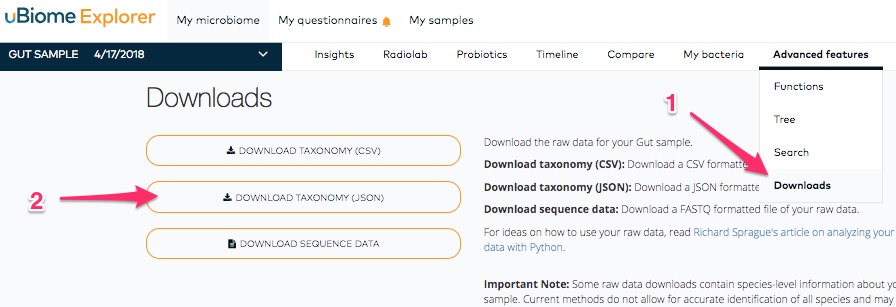 uBiome Explorer
My microbiome
My questionnaires
My samples
GUT SAMPLE 4/17/2018
Insights
Radiolab
Probiotics
Timeline
Compare
My bacteria
Advanced features
Functions
Tree
Search
Downloads
1
Downloads
DOWNLOAD TAXONOMY (CSV)
2
DOWNLOAD TAXONOMY (JSON)
DOWNLOAD SEQUENCE DATA
Download the raw data for your Gut sample.
Download taxonomy (CSV): Download a CSV formatte
Download taxonomy (JSON): Download a JSON formatte
Download sequence data: Download a FASTQ formatted file of your raw data.
For ideas on how to use your raw data, read Richard Sprague's article on analyzing your
data with Python.
Important Note: Some raw data downloads contain species-level information about y
sample. Current methods do not allow for accurate identification of all species and may